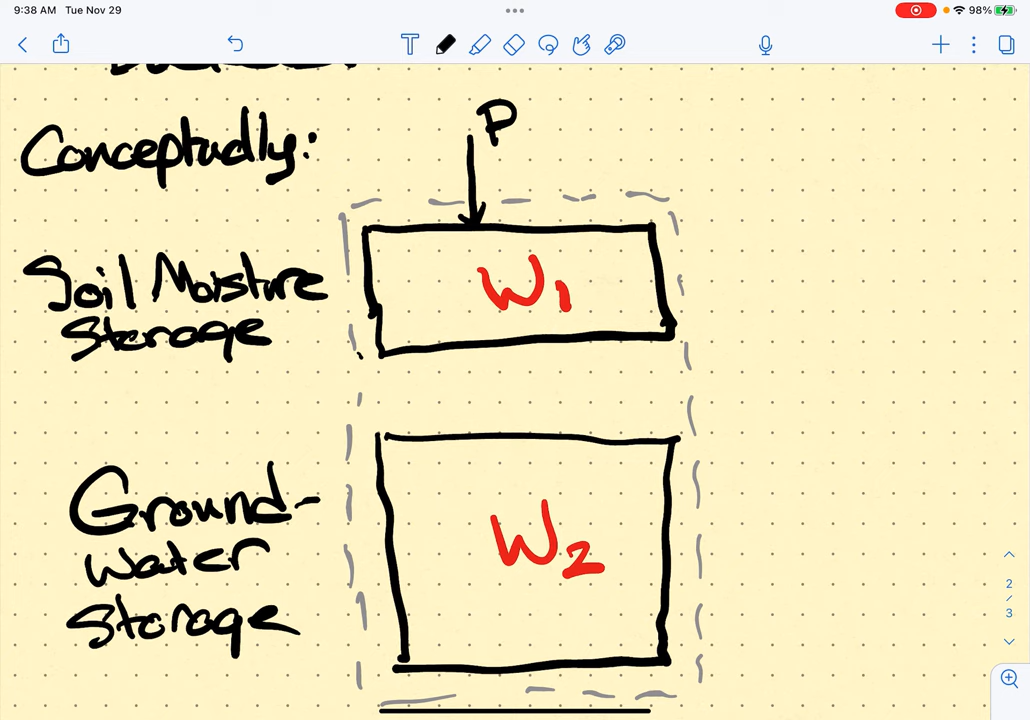 9:38 AM Tue Nov 29
98%
T
P
Conceptually:
W1
Soil Moisture
Storage
W2
Ground-
Water
Storage
2
/
3